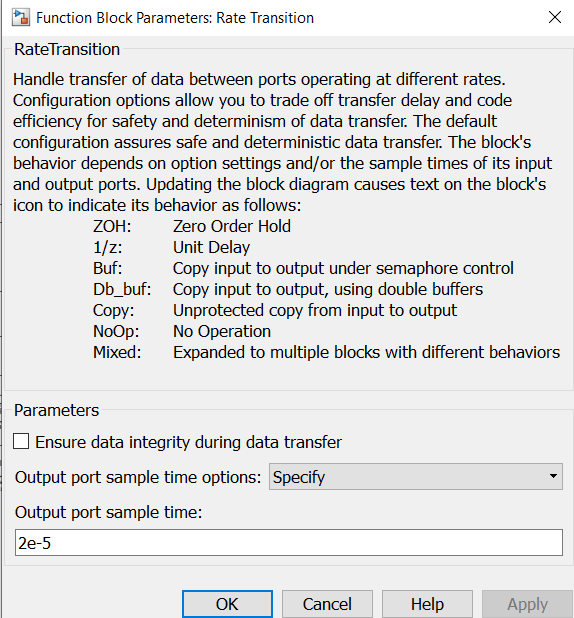 Function Block Parameters: Rate Transition
RateTransition
Handle transfer of data between ports operating at different rates.
Configuration options allow you to trade off transfer delay and code
efficiency for safety and determinism of data transfer. The default
configuration assures safe and deterministic data transfer. The block's
behavior depends on option settings and/or the sample times of its input
and output ports. Updating the block diagram causes text on the block's
icon to indicate its behavior as follows:
ZOH: Zero Order Hold
1/z: Unit Delay
Buf: Copy input to output under semaphore control
Db_buf: Copy input to output, using double buffers
Copy: Unprotected copy from input to output
NoOp: No Operation
Mixed: Expanded to multiple blocks with different behaviors
Parameters
Ensure data integrity during data transfer
Output port sample time options: Specify
Output port sample time:
2e-5
OK Cancel Help Apply